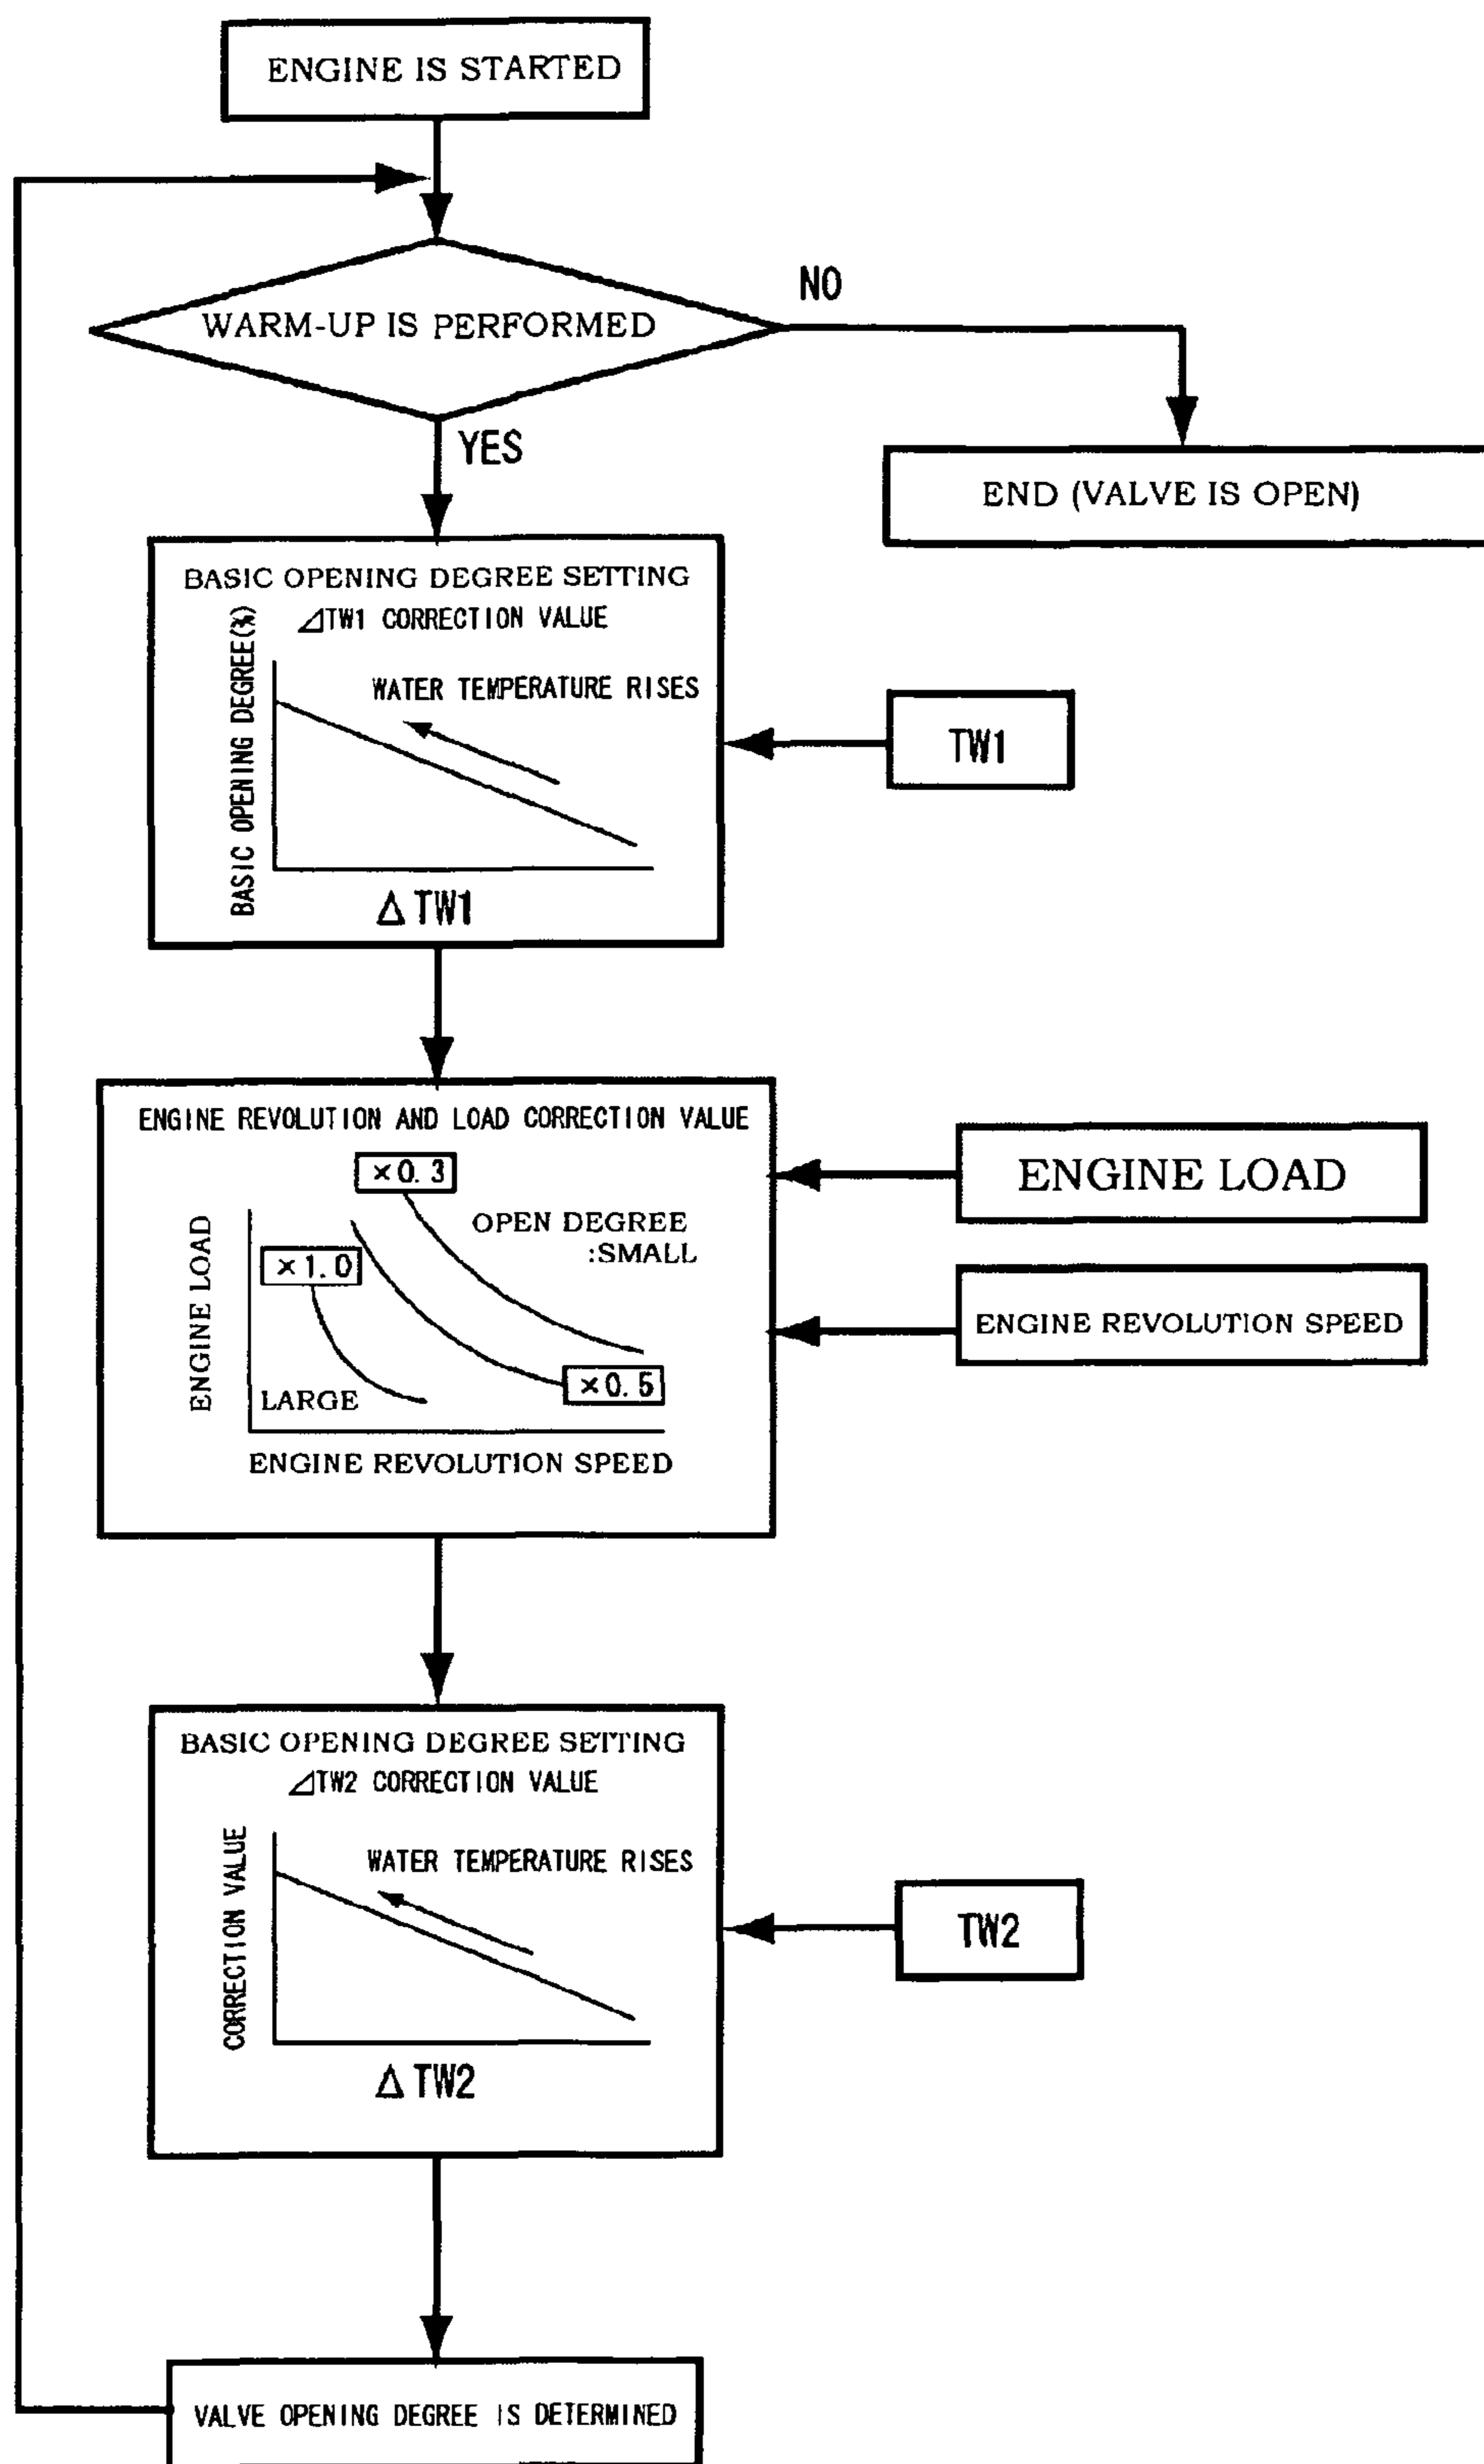 ENGINE IS STARTED
WARM-UP IS PERFORMED
NO
YES
END (VALVE IS OPEN)
BASIC OPENING DEGREE SETTING
⊿TW1 CORRECTION VALUE
BASIC OPENING DEGREE(%)
WATER TEMPERATURE RISES
Δ TW1
TW1
ENGINE REVOLUTION AND LOAD CORRECTION VALUE
×0.3
OPEN DEGREE
:SMALL
×1.0
×0.5
LARGE
ENGINE LOAD
ENGINE REVOLUTION SPEED
ENGINE LOAD
ENGINE REVOLUTION SPEED
BASIC OPENING DEGREE SETTING
⊿TW2 CORRECTION VALUE
CORRECTION VALUE
WATER TEMPERATURE RISES
Δ TW2
TW2
VALVE OPENING DEGREE IS DETERMINED